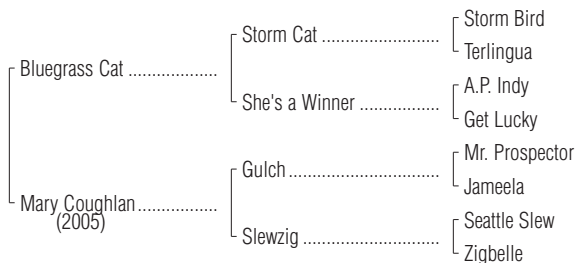 Storm Bird
Storm Cat ..............................
Terlingua
Bluegrass Cat ..................
A.P. Indy
She's a Winner ....................
Get Lucky
Mr. Prospector
Gulch......................................
Jameela
Mary Coughlan................
(2005)
Seattle Slew
Slewzig ..................................
Zigbelle